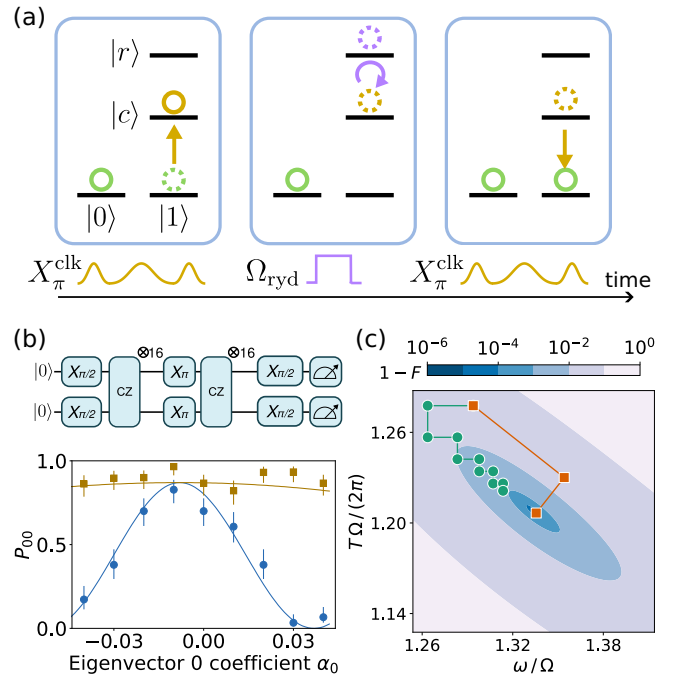 (a)
|r⟩
|c⟩
|0⟩ |1⟩
X_π^clk Ω_ryd X_π^clk time
(b)
⊗16 ⊗16
|0⟩ X_π/2 CZ X_π CZ X_π/2
|0⟩ X_π/2 X_π X_π/2
1.0
0.5
0.0
P_00
−0.03 0.00 0.03
Eigenvector 0 coefficient α_0
(c)
10^−6 10^−4 10^−2 10^0
1 − F
1.26
1.20
1.14
T Ω / (2π)
1.26 1.32 1.38
ω / Ω